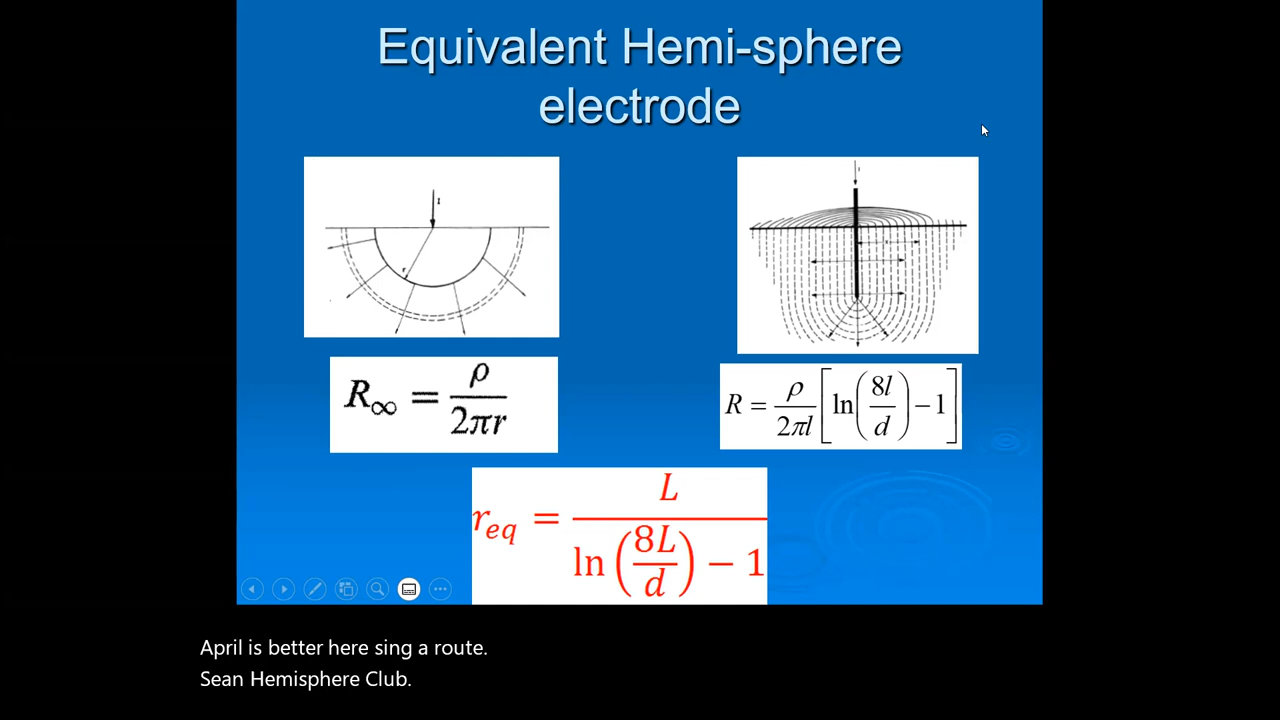 Equivalent Hemi-sphere
electrode
I
r
R∞ = ρ / 2πr
R = ρ / 2πl [ln(8l / d) − 1]
r_eq = L / (ln(8L / d) − 1)
April is better here sing a route.
Sean Hemisphere Club.